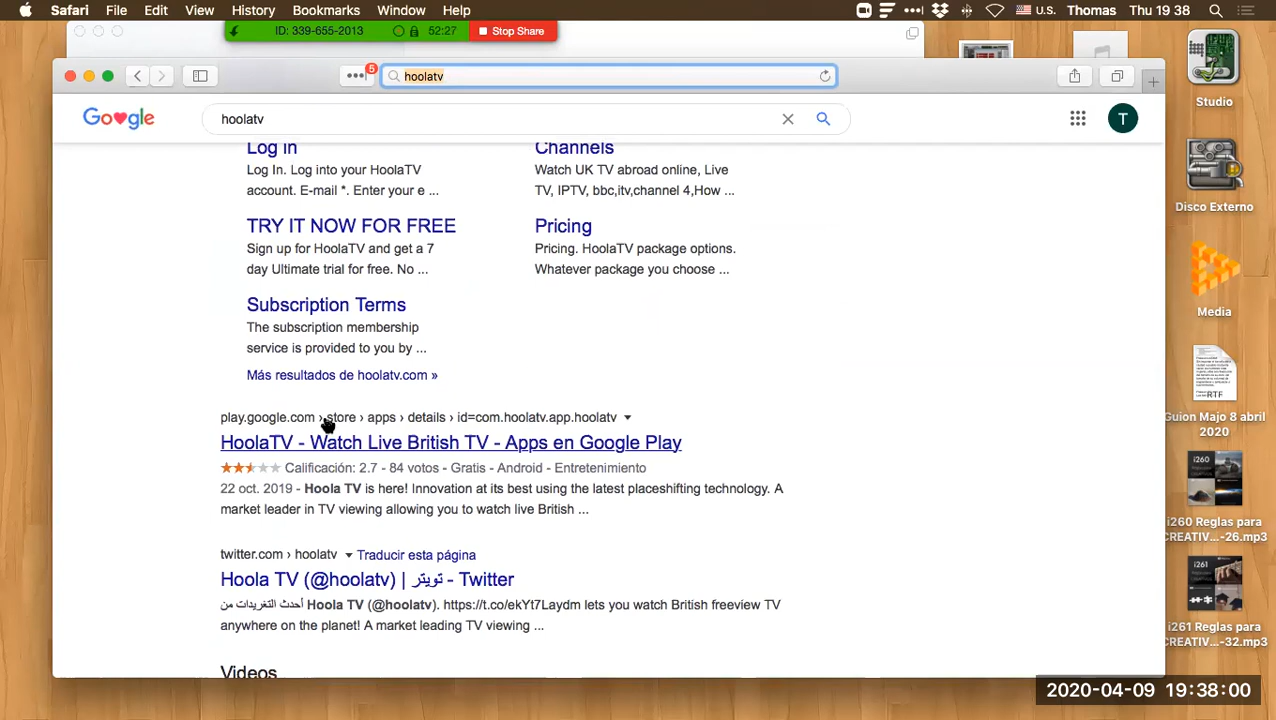 Safari File Edit View History Bookmarks Window Help U.S. Thomas Thu 19 38
ID: 339-655-2013 52:27 Stop Share
5 hoolatv
Google hoolatv T
Log in
Log In. Log into your HoolaTV
account. E-mail *. Enter your e ...
Channels
Watch UK TV abroad online, Live
TV, IPTV, bbc,itv,channel 4,How ...
TRY IT NOW FOR FREE
Sign up for HoolaTV and get a 7
day Ultimate trial for free. No ...
Pricing
Pricing. HoolaTV package options.
Whatever package you choose ...
Subscription Terms
The subscription membership
service is provided to you by ...
Más resultados de hoolatv.com »
play.google.com › store › apps › details › id=com.hoolatv.app.hoolatv
HoolaTV - Watch Live British TV - Apps en Google Play
Calificación: 2.7 - 84 votos - Gratis - Android - Entretenimiento
22 oct. 2019 - Hoola TV is here! Innovation at its best using the latest placeshifting technology. A
market leader in TV viewing allowing you to watch live British ...
twitter.com › hoolatv Traducir esta página
Hoola TV (@hoolatv) | تويتر - Twitter
أحدث التغريدات من Hoola TV (@hoolatv). https://t.co/ekYt7Laydm lets you watch British freeview TV
anywhere on the planet! A market leading TV viewing ...
Videos
Studio
Disco Externo
Media
RTF
Guion Majo 8 abril
2020
i260
i260 Reglas para
CREATIV...-26.mp3
i261
i261 Reglas para
CREATIV...-32.mp3
2020-04-09 19:38:00